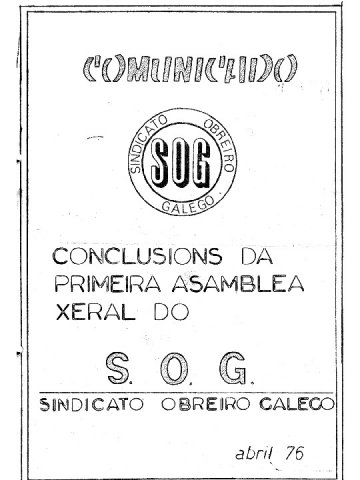 COMUNICADO
SINDICATO OBREIRO
SOG
GALEGO.
CONCLUSIONS DA
PRIMEIRA ASAMBLEA
XERAL DO
S. O. G.
SINDICATO OBREIRO GALEGO
abril 76